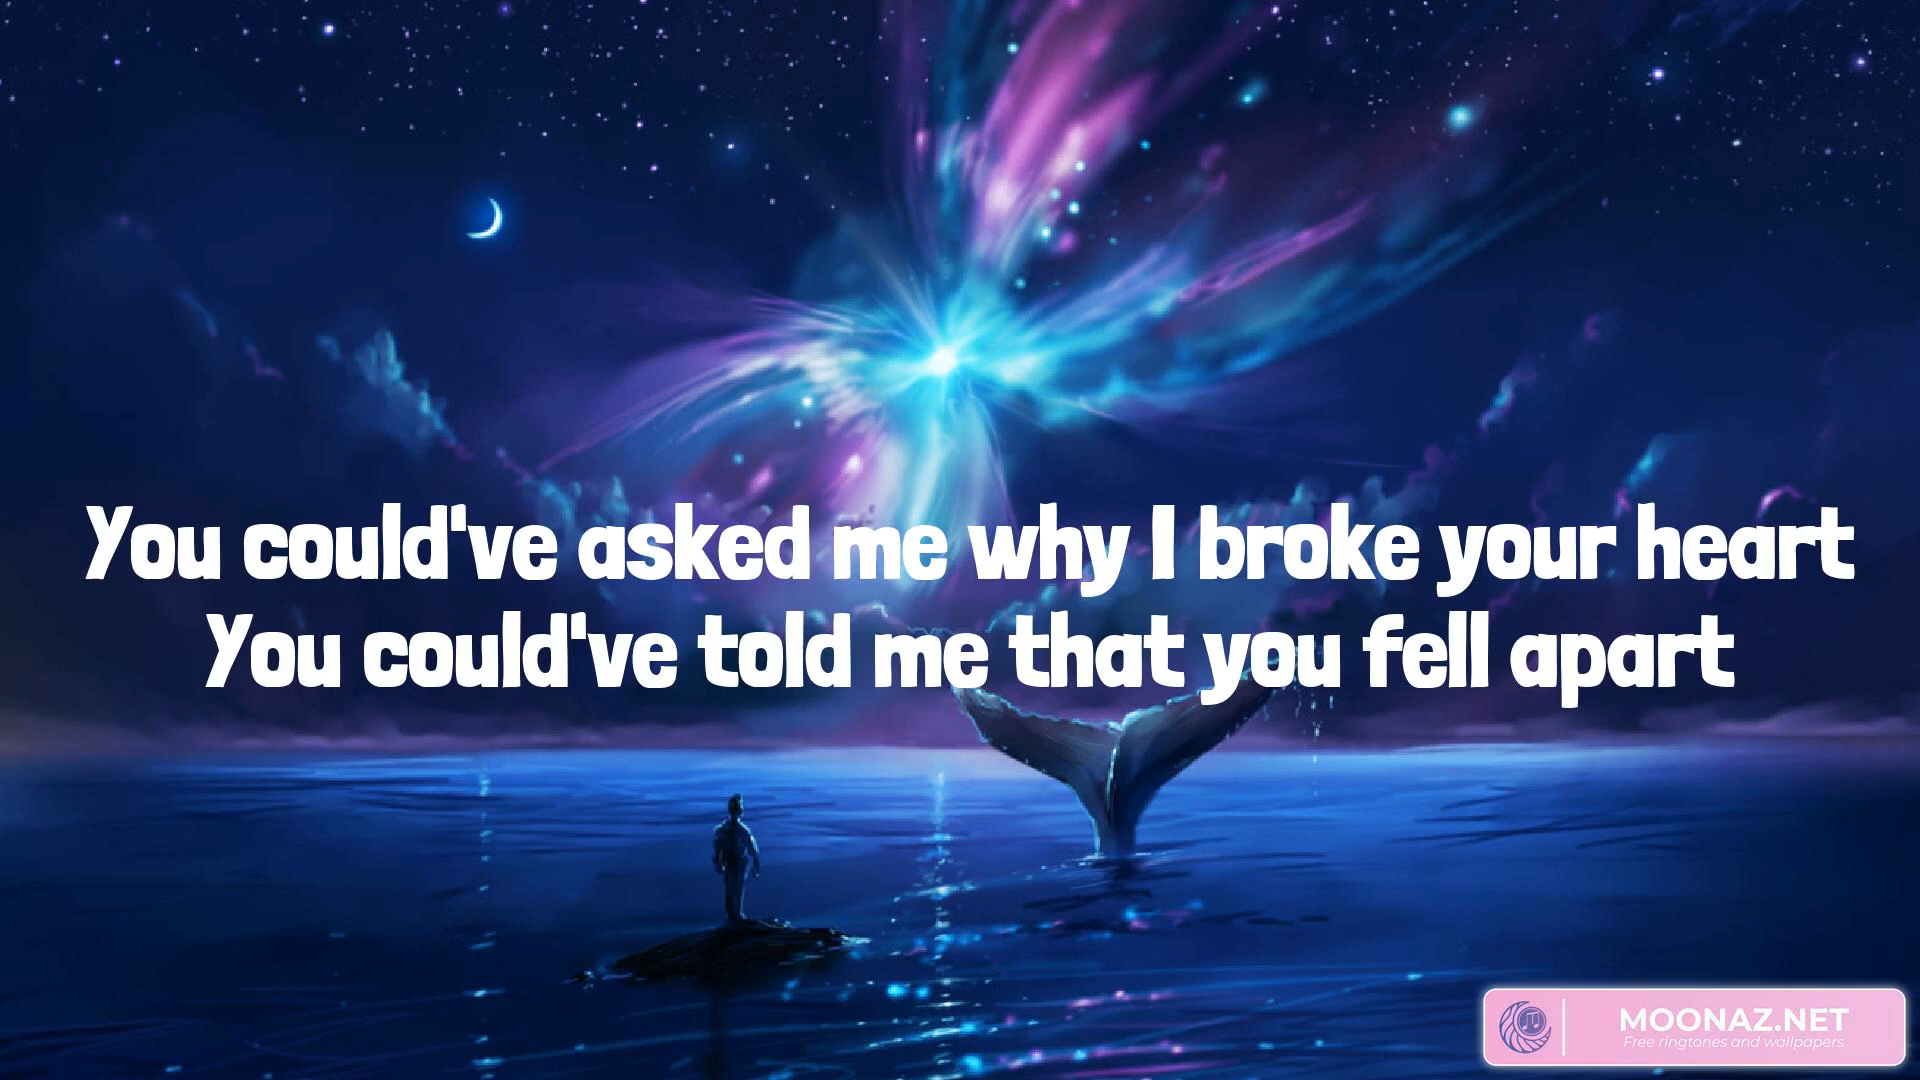 You could've asked me why I broke your heart
You could've told me that you fell apart
MOONAZ.NET
Free ringtones and wallpapers